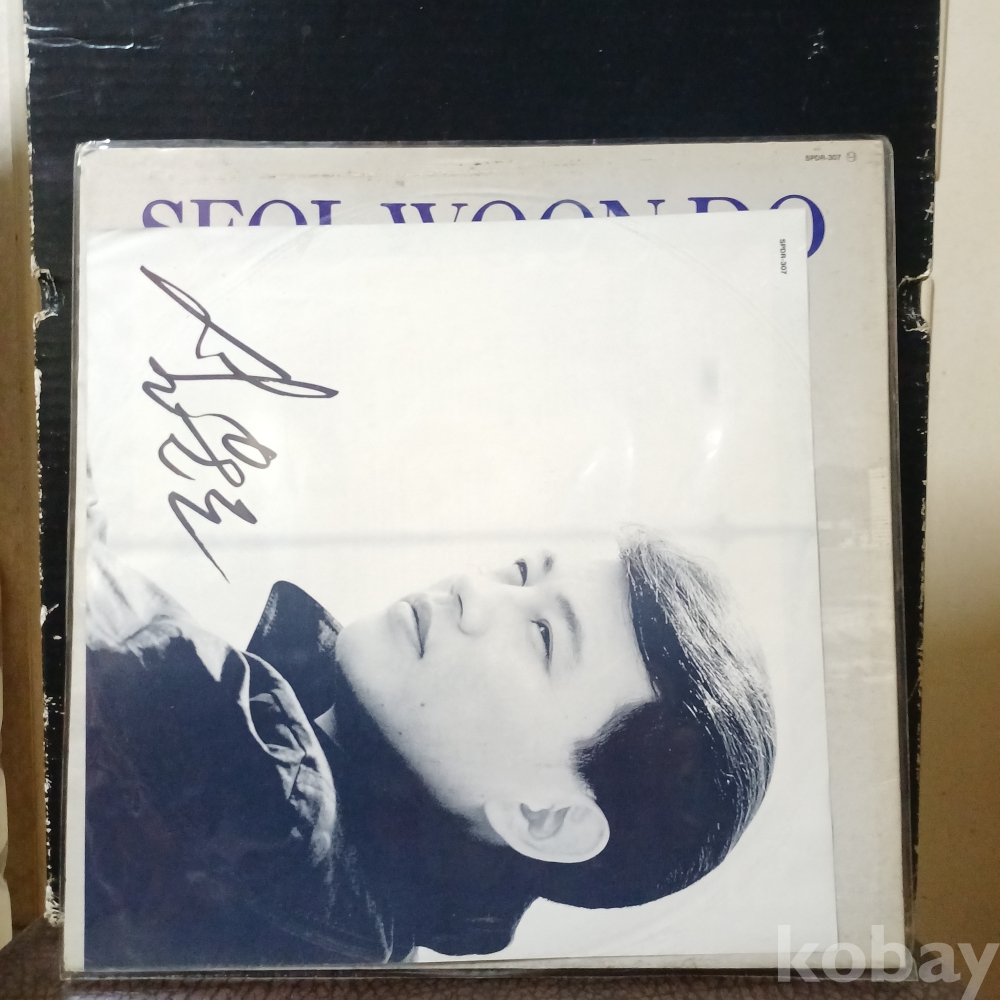 SPDR-307
SEOL WOON DO
SPDR-307
kobay